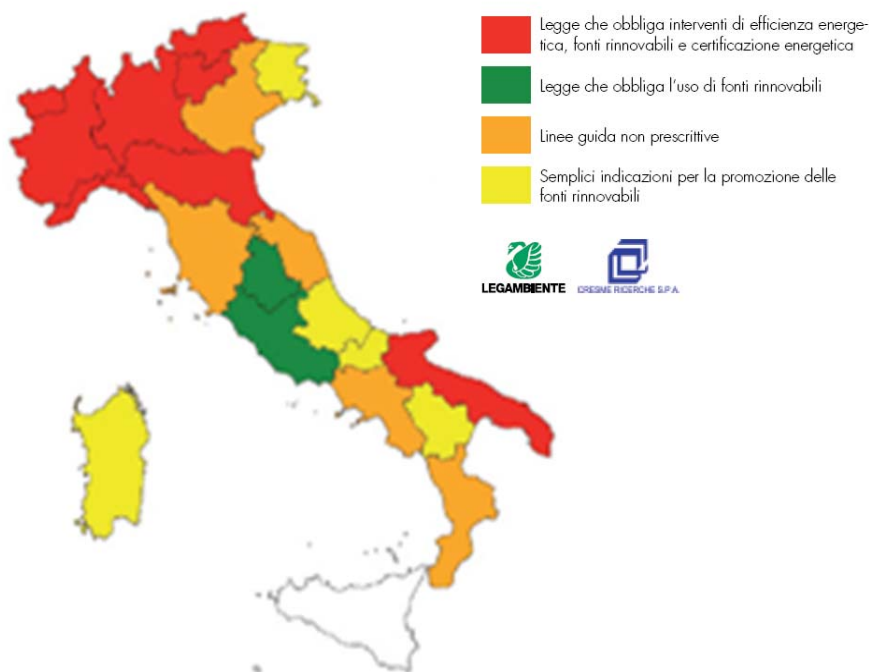 Legge che obbliga interventi di efficienza energe-
tica, fonti rinnovabili e certificazione energetica
Legge che obbliga l'uso di fonti rinnovabili
Linee guida non prescrittive
Semplici indicazioni per la promozione delle
fonti rinnovabili
LEGAMBIENTE CRESME RICERCHE S.P.A.